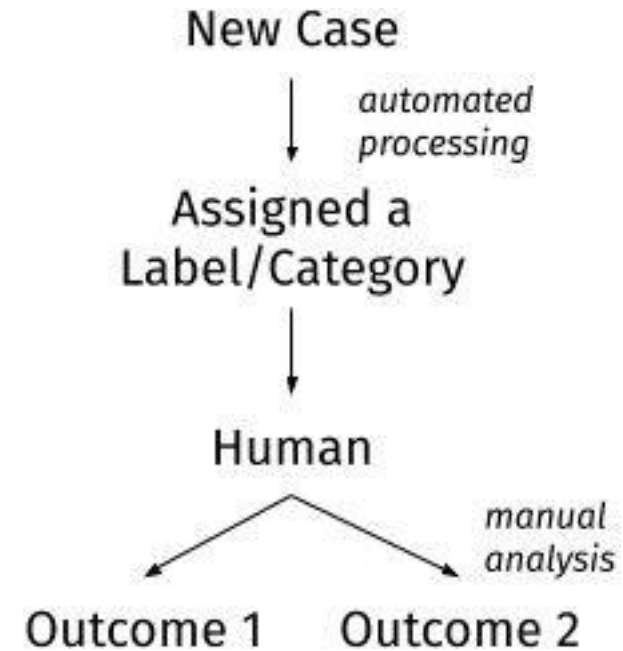 New Case
automated
processing
Assigned a
Label/Category
Human
manual
analysis
Outcome 1
Outcome 2